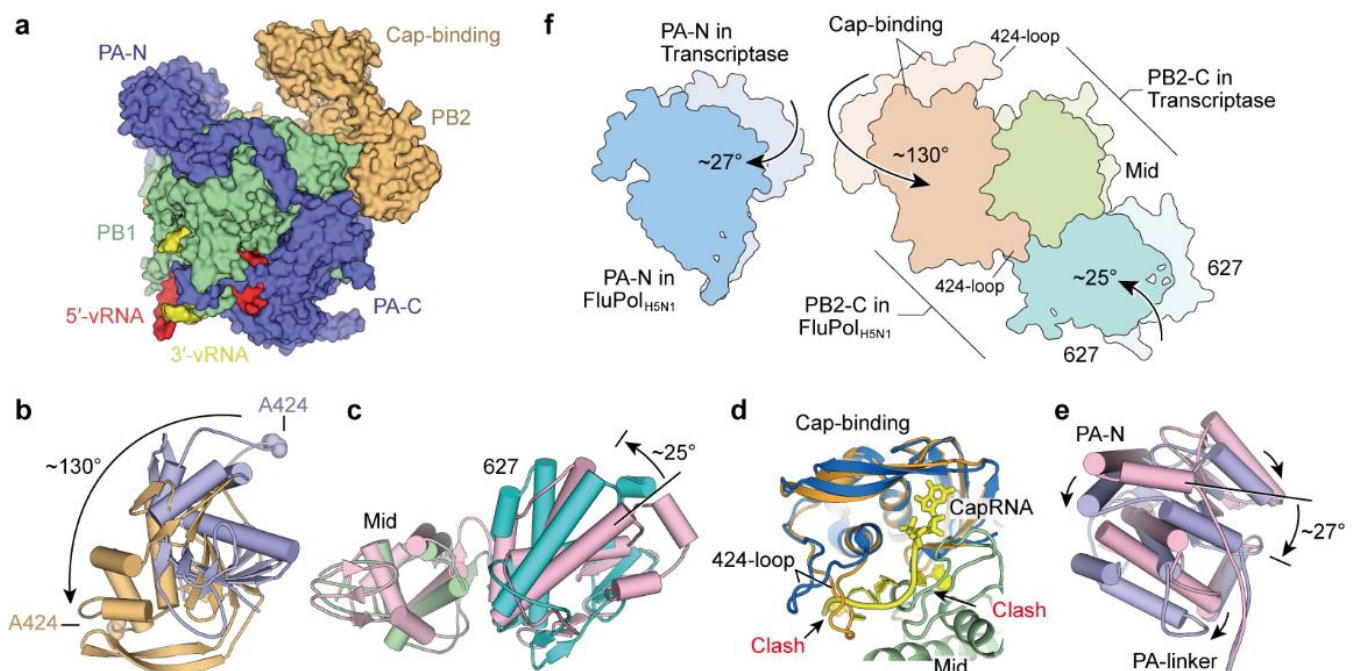 a
PA-N
Cap-binding
PB2
PB1
PA-C
5′-vRNA
3′-vRNA
f
PA-N in
Transcriptase
~27°
PA-N in
FluPolH5N1
Cap-binding
424-loop
PB2-C in
Transcriptase
~130°
Mid
424-loop
~25°
627
PB2-C in
FluPolH5N1
627
b
A424
~130°
A424
c
627
~25°
Mid
d
Cap-binding
CapRNA
424-loop
Clash
Clash
Mid
e
PA-N
~27°
PA-linker